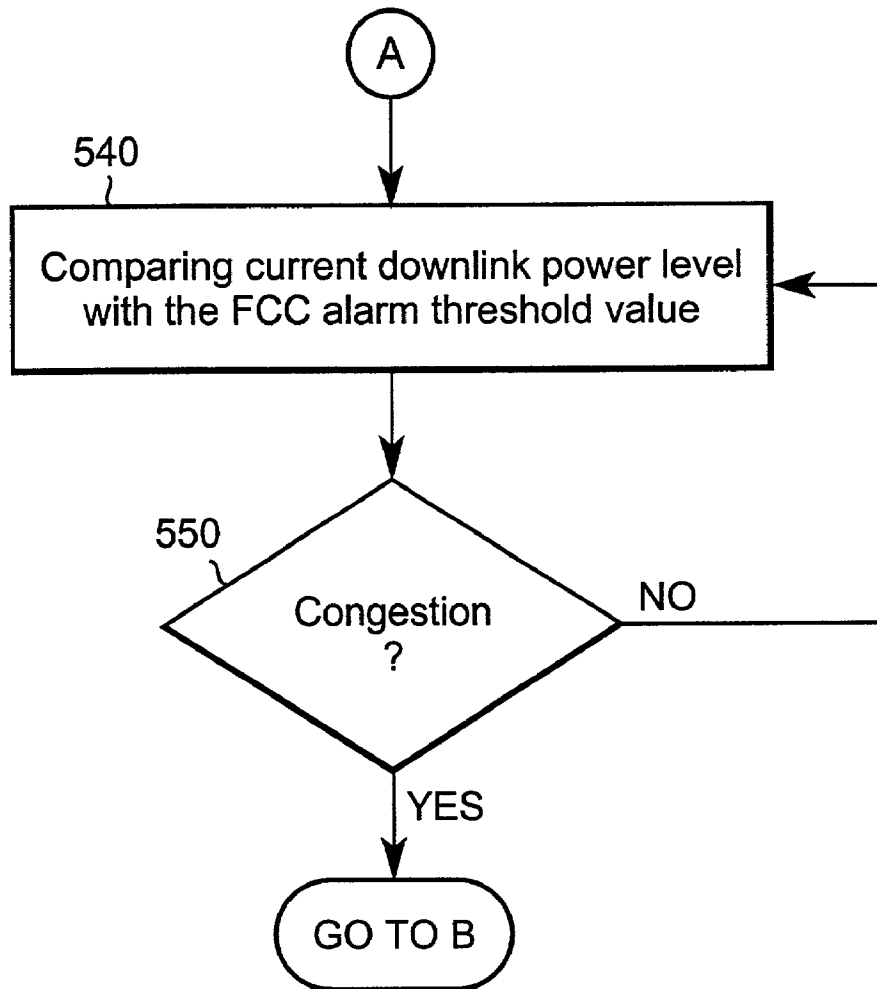 A
540
Comparing current downlink power level
with the FCC alarm threshold value
550
Congestion
?
NO
YES
GO TO B